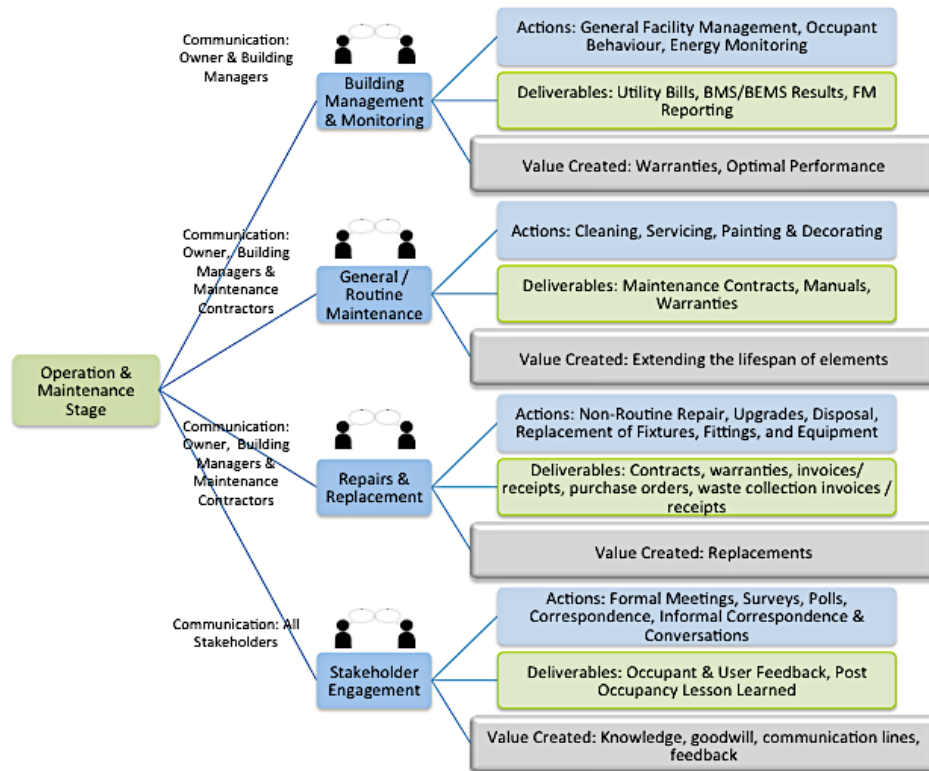 Communication:
Owner & Building
Managers
Building
Management
& Monitoring
Actions: General Facility Management, Occupant
Behaviour, Energy Monitoring
Deliverables: Utility Bills, BMS/BEMS Results, FM
Reporting
Value Created: Warranties, Optimal Performance
Communication:
Owner, Building
Managers &
Maintenance
Contractors
General /
Routine
Maintenance
Actions: Cleaning, Servicing, Painting & Decorating
Deliverables: Maintenance Contracts, Manuals,
Warranties
Value Created: Extending the lifespan of elements
Operation &
Maintenance
Stage
Communication:
Owner, Building
Managers &
Maintenance
Contractors
Repairs &
Replacement
Actions: Non-Routine Repair, Upgrades, Disposal,
Replacement of Fixtures, Fittings, and Equipment
Deliverables: Contracts, warranties, invoices/
receipts, purchase orders, waste collection invoices /
receipts
Value Created: Replacements
Communication: All
Stakeholders
Stakeholder
Engagement
Actions: Formal Meetings, Surveys, Polls,
Correspondence, Informal Correspondence &
Conversations
Deliverables: Occupant & User Feedback, Post
Occupancy Lesson Learned
Value Created: Knowledge, goodwill, communication lines,
feedback